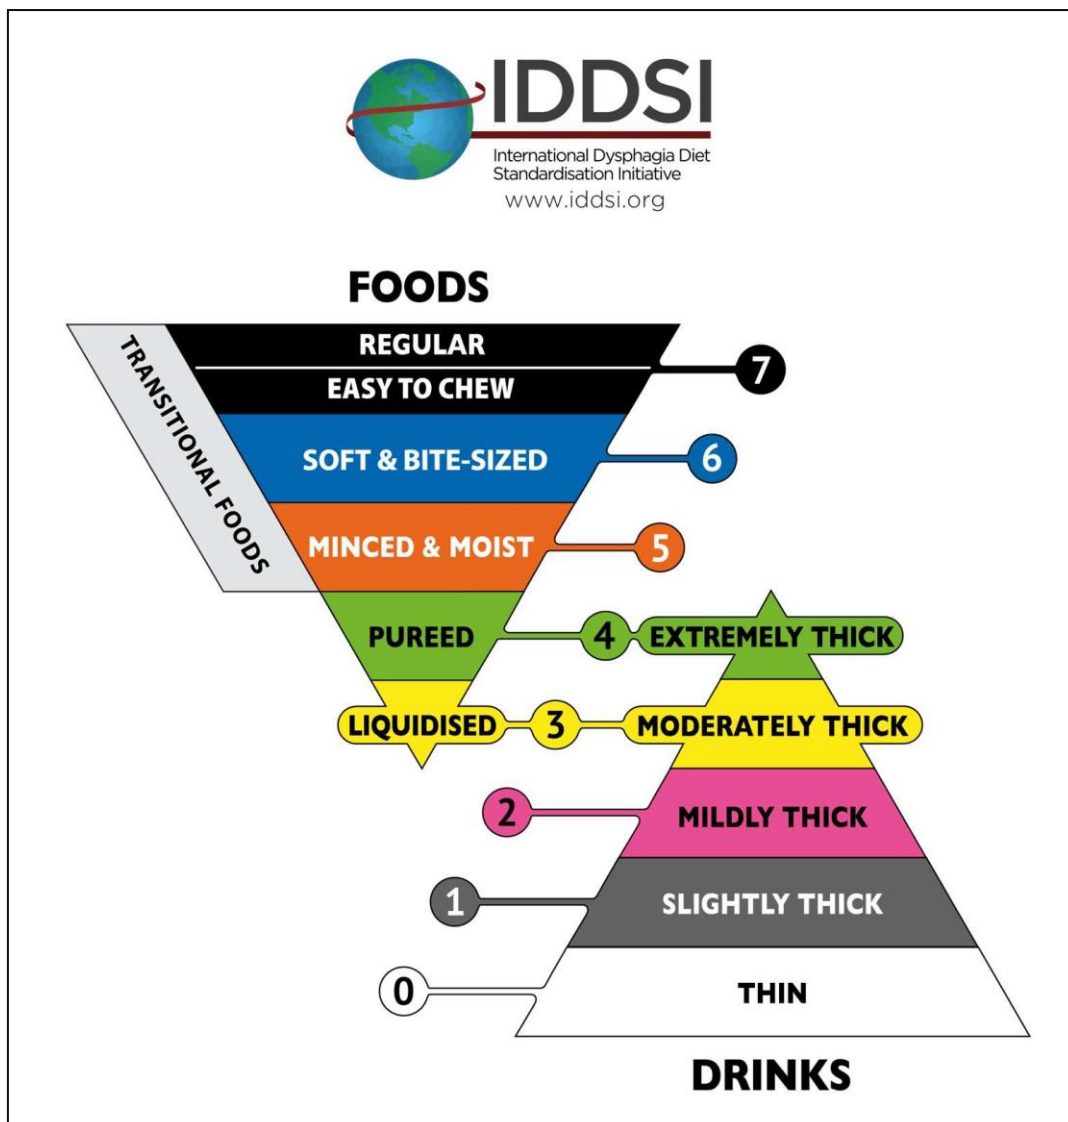 IDDSI
International Dysphagia Diet
Standardisation Initiative
www.iddsi.org
FOODS
TRANSITIONAL FOODS
REGULAR
EASY TO CHEW
7
SOFT & BITE-SIZED
6
MINCED & MOIST
5
PUREED
4
EXTREMELY THICK
LIQUIDISED
3
MODERATELY THICK
2
MILDLY THICK
1
SLIGHTLY THICK
0
THIN
DRINKS